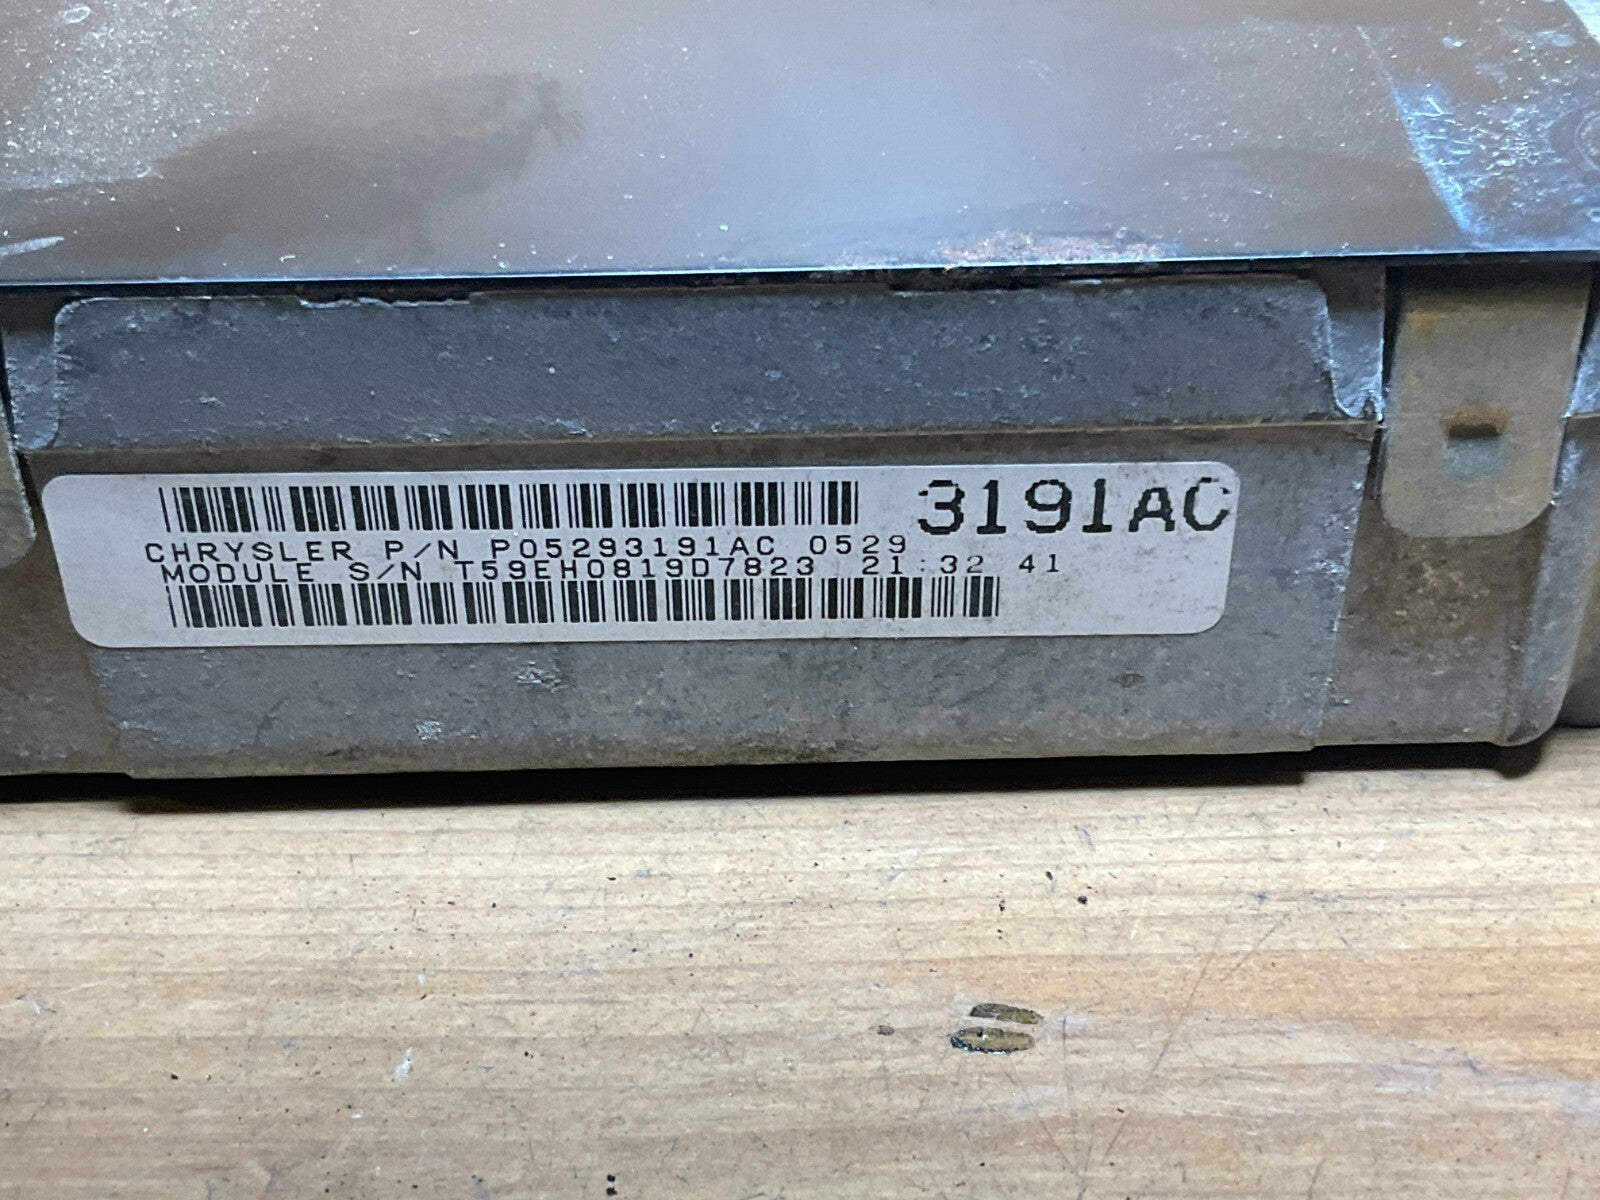 3191AC
CHRYSLER P/N P05293191AC 0529
MODULE S/N T59EH0819D7823 21:32 41